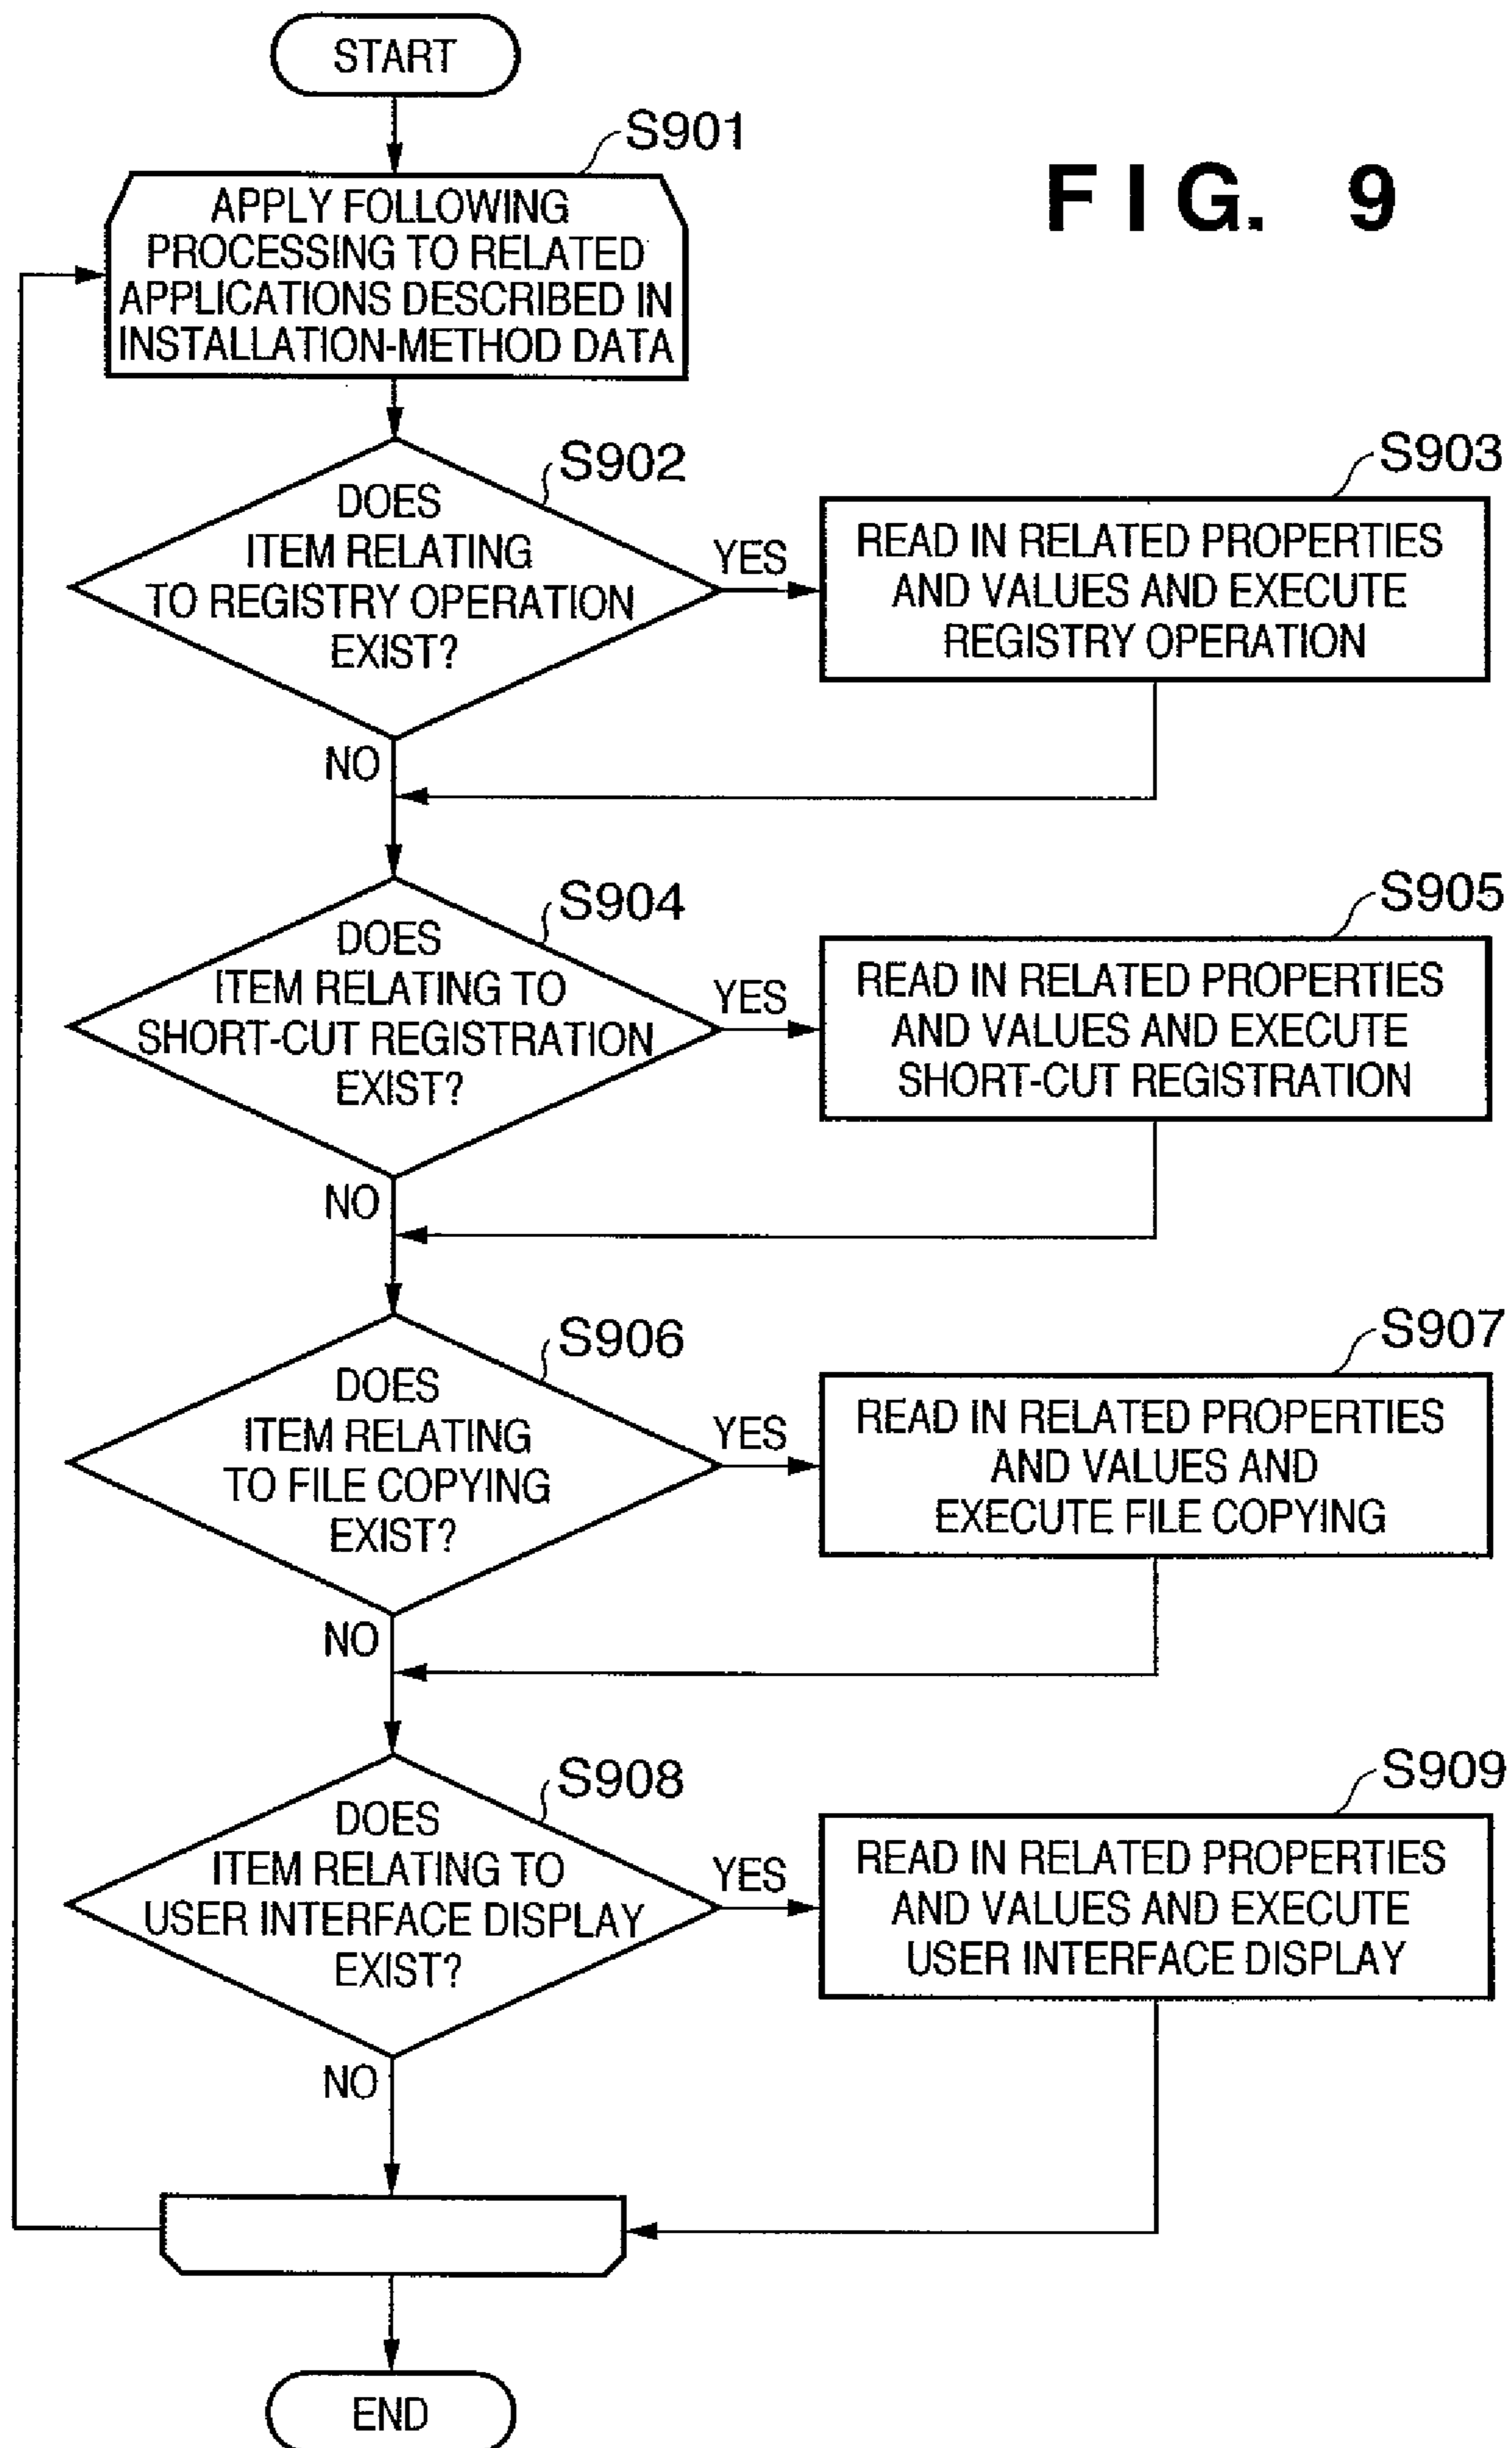 START
S901
FIG. 9
APPLY FOLLOWING
PROCESSING TO RELATED
APPLICATIONS DESCRIBED IN
INSTALLATION-METHOD DATA
S902
DOES
ITEM RELATING
TO REGISTRY OPERATION
EXIST?
YES
S903
READ IN RELATED PROPERTIES
AND VALUES AND EXECUTE
REGISTRY OPERATION
NO
S904
DOES
ITEM RELATING TO
SHORT-CUT REGISTRATION
EXIST?
YES
S905
READ IN RELATED PROPERTIES
AND VALUES AND EXECUTE
SHORT-CUT REGISTRATION
NO
S906
DOES
ITEM RELATING
TO FILE COPYING
EXIST?
YES
S907
READ IN RELATED PROPERTIES
AND VALUES AND
EXECUTE FILE COPYING
NO
S908
DOES
ITEM RELATING TO
USER INTERFACE DISPLAY
EXIST?
YES
S909
READ IN RELATED PROPERTIES
AND VALUES AND EXECUTE
USER INTERFACE DISPLAY
NO
END